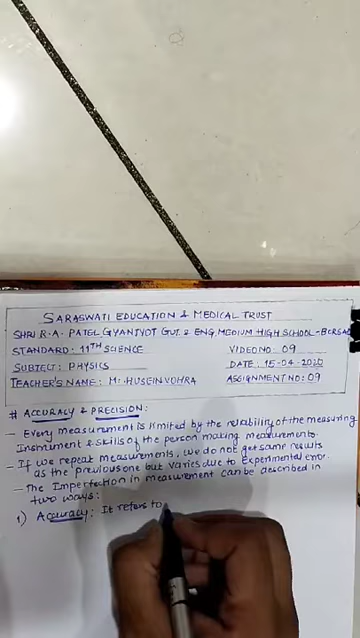 SARASWATI EDUCATION & MEDICAL TRUST
SHRI R.A. PATEL GYANJYOT GUJ. & ENG. MEDIUM HIGH SCHOOL - BORSAD
STANDARD: 11TH SCIENCE VIDEO NO: 09
SUBJECT: PHYSICS DATE: 15-04-2020
TEACHER'S NAME: Mr. HUSEIN VOHRA ASSIGNMENT NO: 09
# ACCURACY & PRECISION:
- Every measurement is limited by the reliability of the measuring
Instrument & skills of the person making measurements.
- If we repeat measurements, we do not get same results
as the previous one but varies due to Experimental error.
- The Imperfection in measurement can be described in
two ways:
1) Accuracy: It refers to